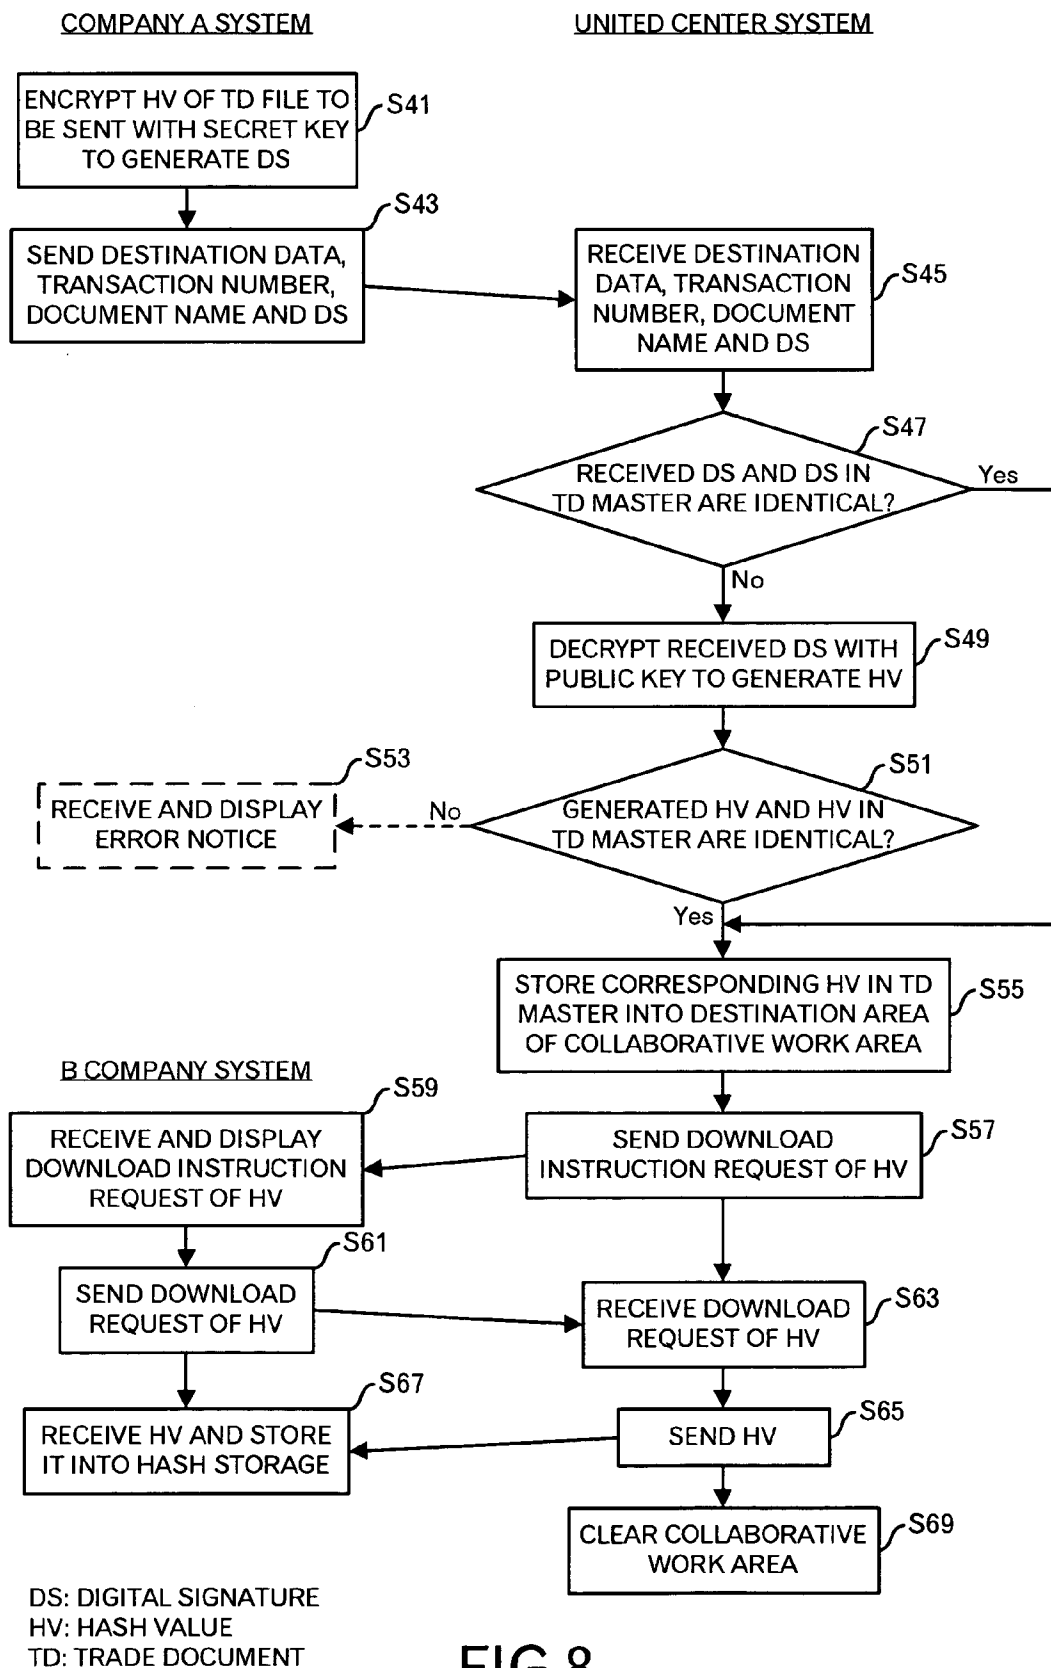 COMPANY A SYSTEM
UNITED CENTER SYSTEM
ENCRYPT HV OF TD FILE TO
BE SENT WITH SECRET KEY
TO GENERATE DS
S41
SEND DESTINATION DATA,
TRANSACTION NUMBER,
DOCUMENT NAME AND DS
S43
RECEIVE DESTINATION
DATA, TRANSACTION
NUMBER, DOCUMENT
NAME AND DS
S45
RECEIVED DS AND DS IN
TD MASTER ARE IDENTICAL?
S47
Yes
No
DECRYPT RECEIVED DS WITH
PUBLIC KEY TO GENERATE HV
S49
GENERATED HV AND HV IN
TD MASTER ARE IDENTICAL?
S51
No
RECEIVE AND DISPLAY
ERROR NOTICE
S53
Yes
STORE CORRESPONDING HV IN TD
MASTER INTO DESTINATION AREA
OF COLLABORATIVE WORK AREA
S55
B COMPANY SYSTEM
SEND DOWNLOAD
INSTRUCTION REQUEST OF HV
S57
RECEIVE AND DISPLAY
DOWNLOAD INSTRUCTION
REQUEST OF HV
S59
SEND DOWNLOAD
REQUEST OF HV
S61
RECEIVE DOWNLOAD
REQUEST OF HV
S63
SEND HV
S65
RECEIVE HV AND STORE
IT INTO HASH STORAGE
S67
CLEAR COLLABORATIVE
WORK AREA
S69
DS: DIGITAL SIGNATURE
HV: HASH VALUE
TD: TRADE DOCUMENT
FIG.8